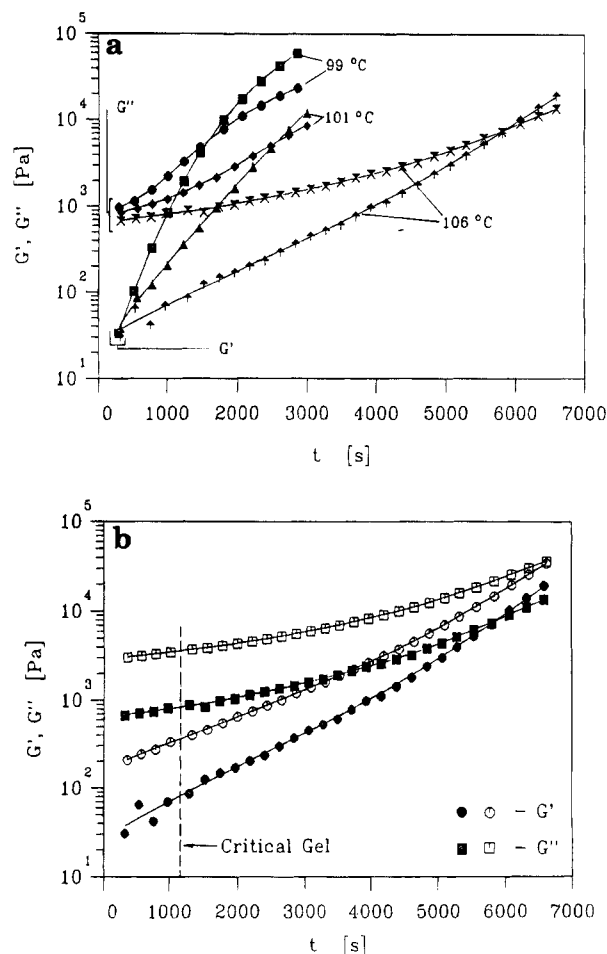 a
10^5
10^4
10^3
10^2
10^1
G', G'' [Pa]
G''
99 °C
101 °C
106 °C
G'
0 1000 2000 3000 4000 5000 6000 7000
t [s]
b
10^5
10^4
10^3
10^2
10^1
G', G'' [Pa]
Critical Gel
– G'
– G''
0 1000 2000 3000 4000 5000 6000 7000
t [s]